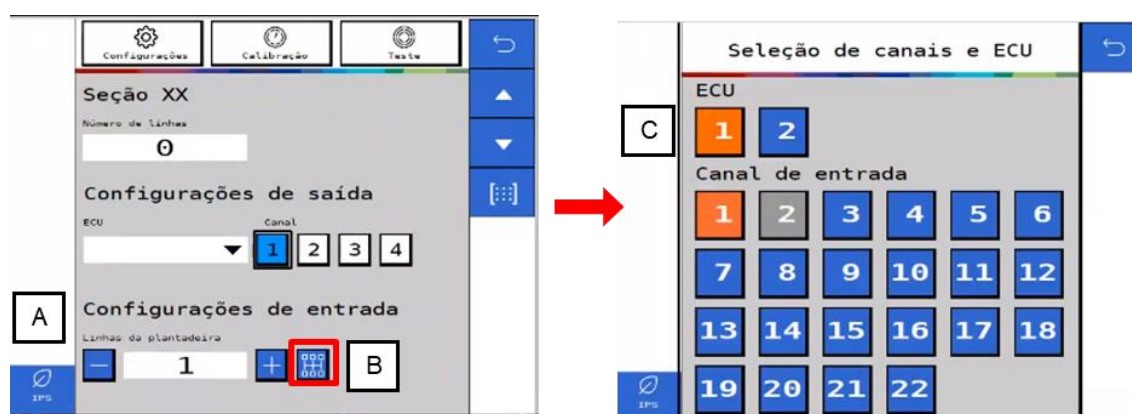 Configurações Calibração Teste
Seção XX
Número de linhas
0
Configurações de saída
ECU Canal
1 2 3 4
A
Configurações de entrada
Linhas da plantadeira
− 1 + B
IPS
Seleção de canais e ECU
ECU
C
1 2
Canal de entrada
1 2 3 4 5 6
7 8 9 10 11 12
13 14 15 16 17 18
19 20 21 22
IPS